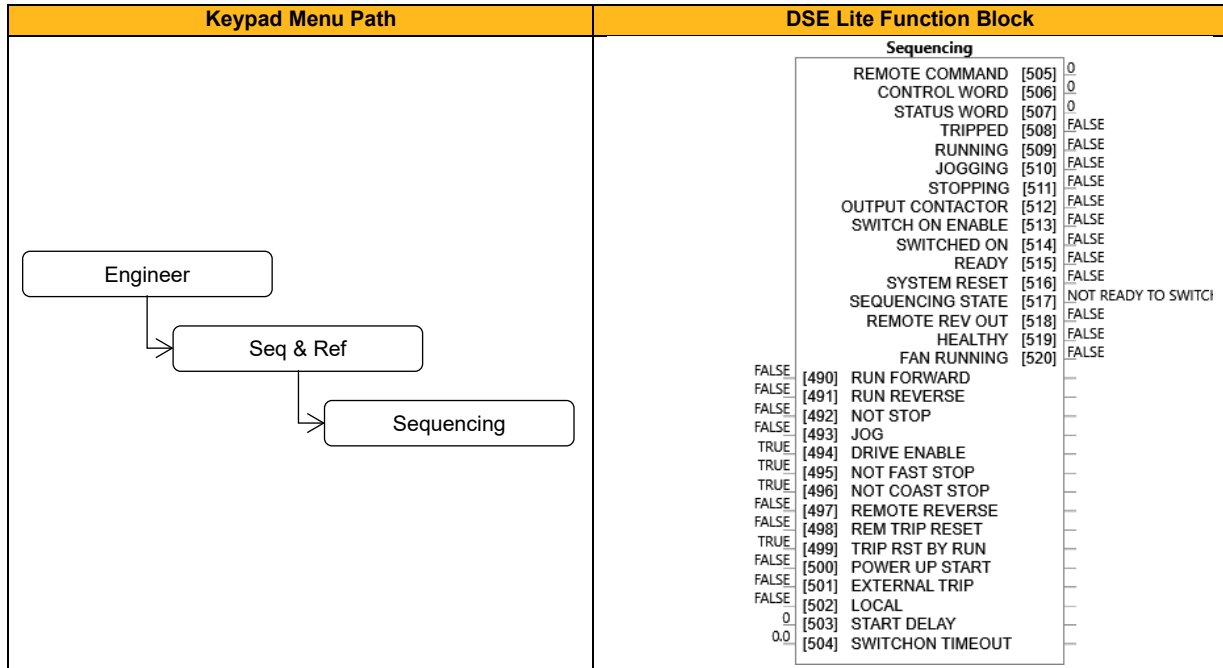 Keypad Menu Path
DSE Lite Function Block
Engineer
Seq & Ref
Sequencing
Sequencing
REMOTE COMMAND [505] 0
CONTROL WORD [506] 0
STATUS WORD [507] 0
TRIPPED [508] FALSE
RUNNING [509] FALSE
JOGGING [510] FALSE
STOPPING [511] FALSE
OUTPUT CONTACTOR [512] FALSE
SWITCH ON ENABLE [513] FALSE
SWITCHED ON [514] FALSE
READY [515] FALSE
SYSTEM RESET [516] FALSE
SEQUENCING STATE [517] NOT READY TO SWITCH
REMOTE REV OUT [518] FALSE
HEALTHY [519] FALSE
FAN RUNNING [520] FALSE
FALSE [490] RUN FORWARD
FALSE [491] RUN REVERSE
FALSE [492] NOT STOP
FALSE [493] JOG
TRUE [494] DRIVE ENABLE
TRUE [495] NOT FAST STOP
TRUE [496] NOT COAST STOP
FALSE [497] REMOTE REVERSE
FALSE [498] REM TRIP RESET
TRUE [499] TRIP RST BY RUN
FALSE [500] POWER UP START
FALSE [501] EXTERNAL TRIP
FALSE [502] LOCAL
0 [503] START DELAY
0.0 [504] SWITCHON TIMEOUT